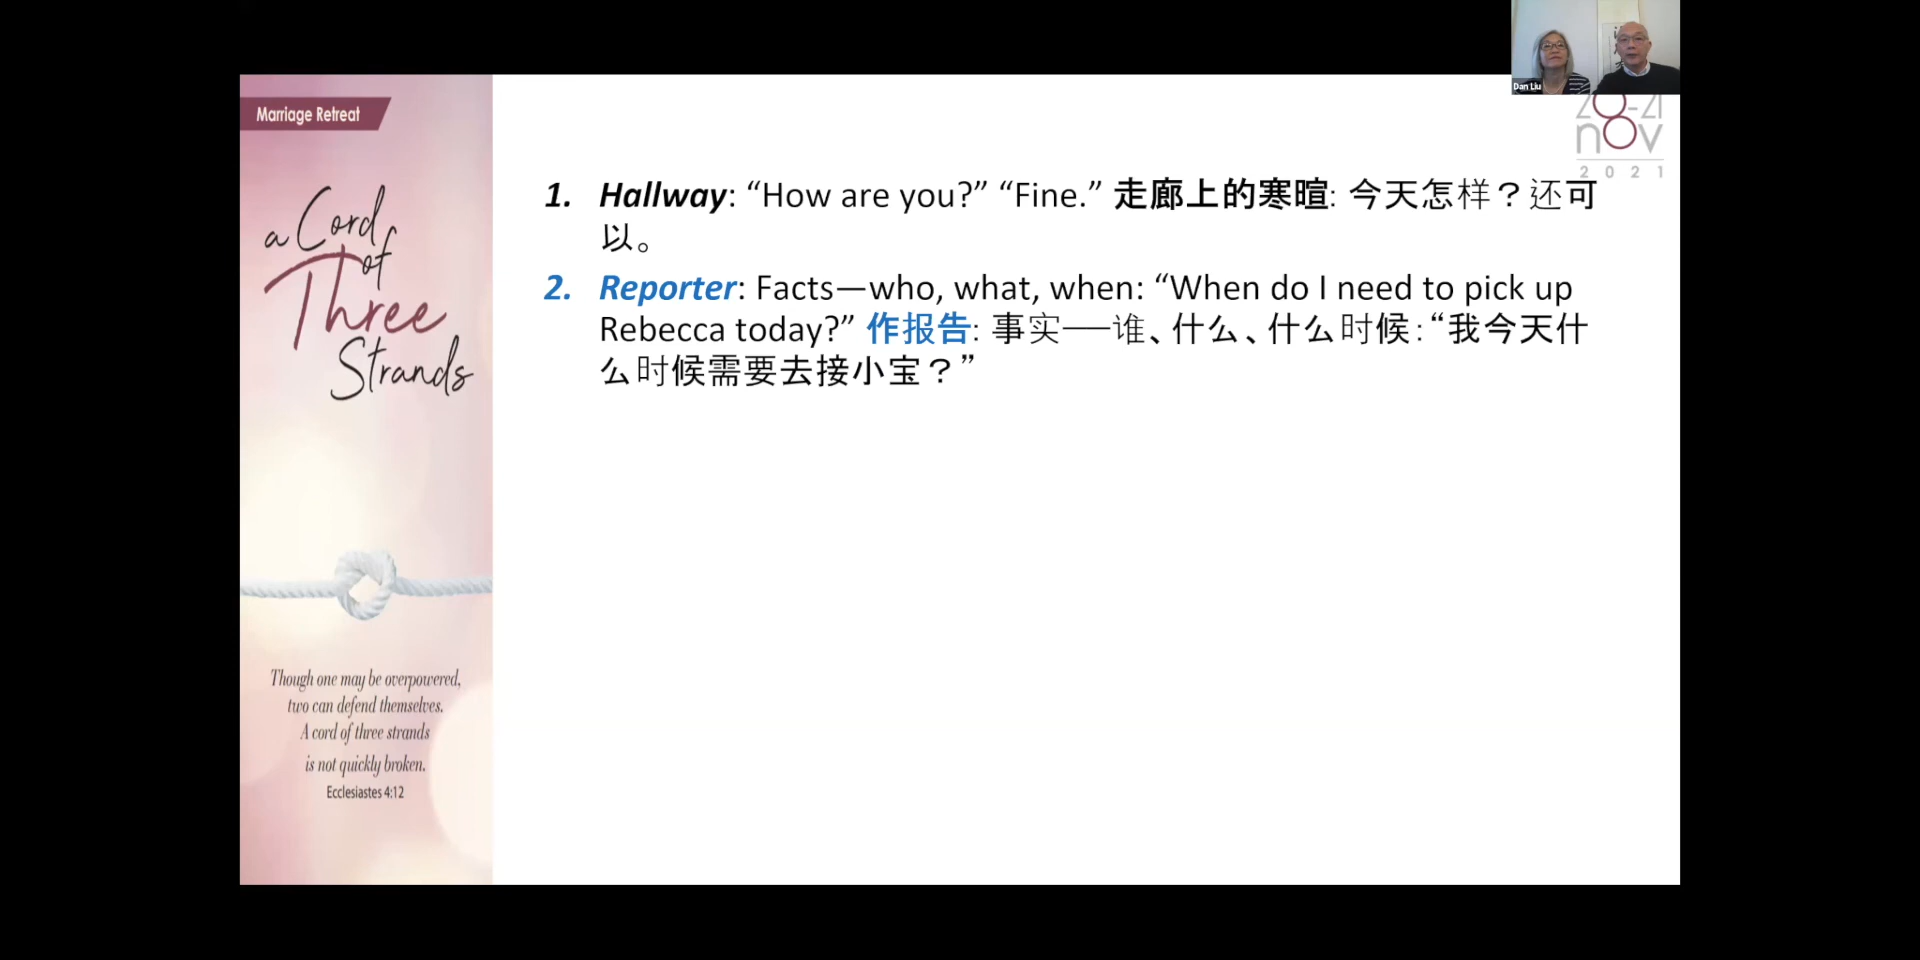 Marriage Retreat
a Cord
of
Three
Strands
Though one may be overpowered,
two can defend themselves.
A cord of three strands
is not quickly broken.
Ecclesiastes 4:12
1. Hallway: “How are you?” “Fine.” 走廊上的寒暄: 今天怎样？还可
以。
2. Reporter: Facts—who, what, when: “When do I need to pick up
Rebecca today?” 作报告: 事实——谁、什么、什么时候:“我今天什
么时候需要去接小宝？”
Dan Liu
20-21
nov
2021